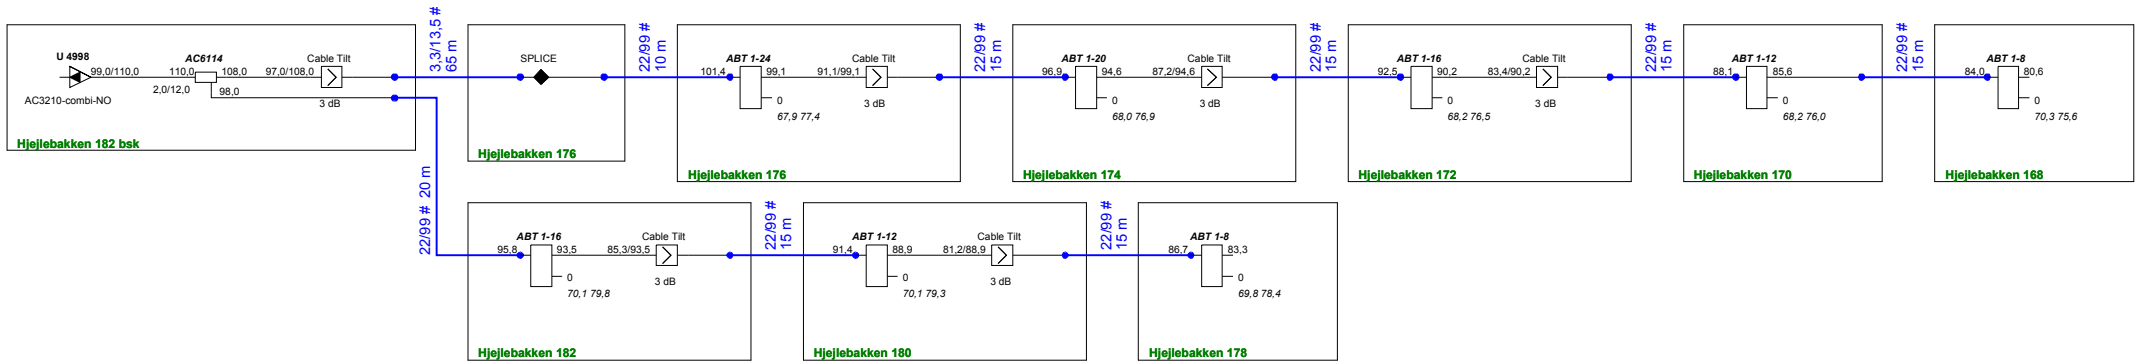 U 4998
99,0/110,0
AC3210-combi-NO
AC6114
110,0
108,0
2,0/12,0
98,0
97,0/108,0
Cable Tilt
3 dB
Hjejlebakken 182 bsk
3,3/13,5 #
65 m
SPLICE
Hjejlebakken 176
22/99 #
10 m
ABT 1-24
101,4
99,1
0
67,9 77,4
91,1/99,1
Cable Tilt
3 dB
Hjejlebakken 176
22/99 #
15 m
ABT 1-20
96,9
94,6
0
68,0 76,9
87,2/94,6
Cable Tilt
3 dB
Hjejlebakken 174
22/99 #
15 m
ABT 1-16
92,5
90,2
0
68,2 76,5
83,4/90,2
Cable Tilt
3 dB
Hjejlebakken 172
22/99 #
15 m
ABT 1-12
88,1
85,6
0
68,2 76,0
Hjejlebakken 170
22/99 #
15 m
ABT 1-8
84,0
80,6
0
70,3 75,6
Hjejlebakken 168
22/99 # 20 m
ABT 1-16
95,8
93,5
0
70,1 79,8
85,3/93,5
Cable Tilt
3 dB
Hjejlebakken 182
22/99 #
15 m
ABT 1-12
91,4
88,9
0
70,1 79,3
81,2/88,9
Cable Tilt
3 dB
Hjejlebakken 180
22/99 #
15 m
ABT 1-8
86,7
83,3
0
69,8 78,4
Hjejlebakken 178